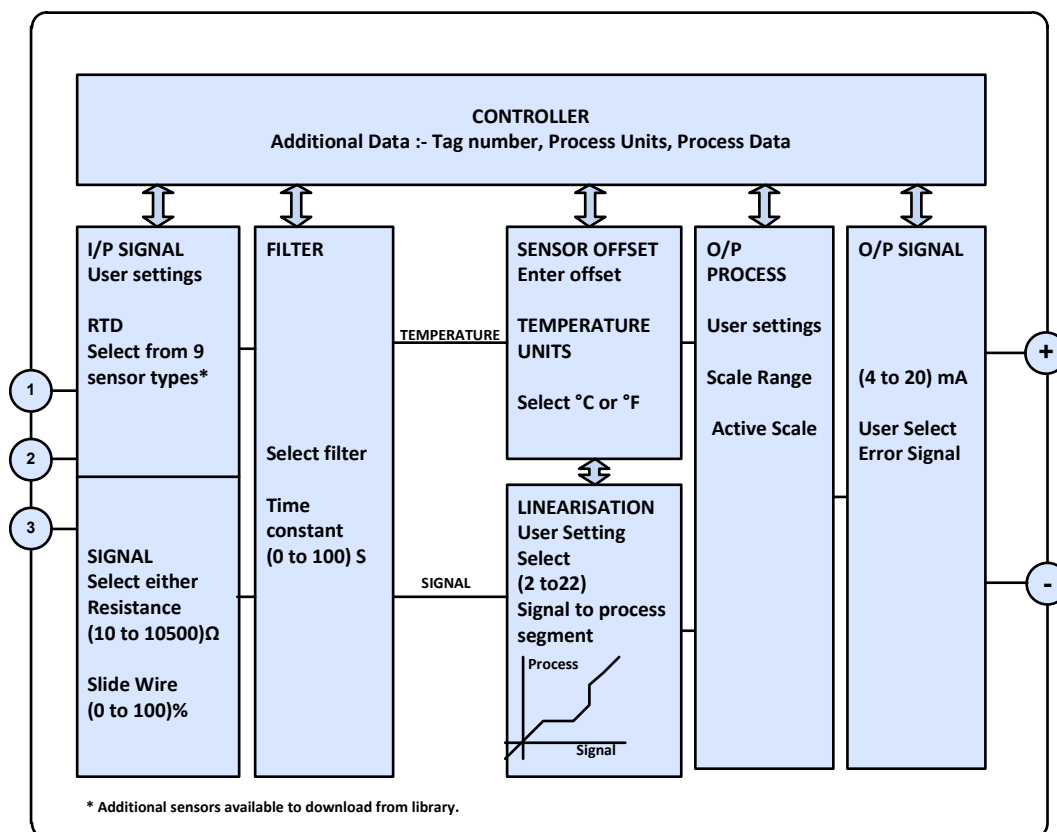 CONTROLLER
Additional Data :- Tag number, Process Units, Process Data
I/P SIGNAL
User settings
RTD
Select from 9
sensor types*
1
2
3
SIGNAL
Select either
Resistance
(10 to 10500)Ω
Slide Wire
(0 to 100)%
FILTER
Select filter
Time
constant
(0 to 100) S
TEMPERATURE
SIGNAL
SENSOR OFFSET
Enter offset
TEMPERATURE
UNITS
Select °C or °F
LINEARISATION
User Setting
Select
(2 to22)
Signal to process
segment
Process
Signal
O/P
PROCESS
User settings
Scale Range
Active Scale
O/P SIGNAL
(4 to 20) mA
User Select
Error Signal
+
-
* Additional sensors available to download from library.